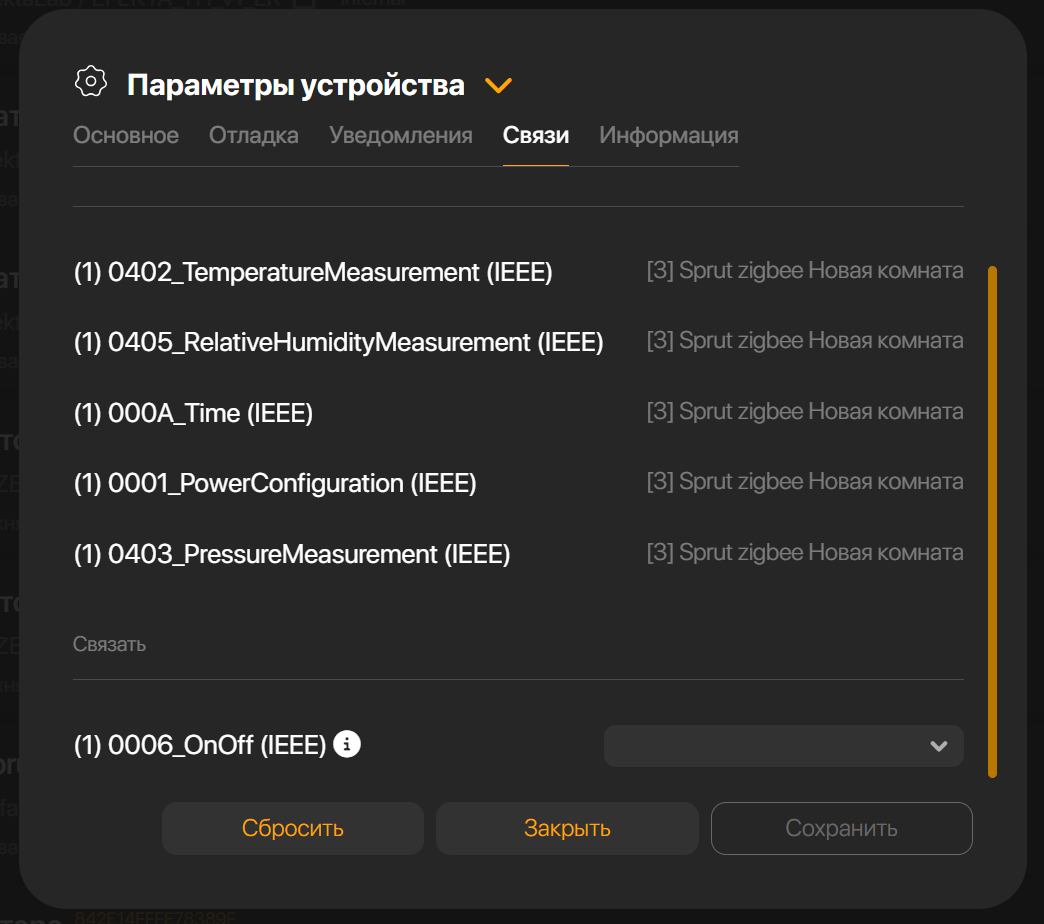 Параметры устройства
Основное Отладка Уведомления Связи Информация
(1) 0402_TemperatureMeasurement (IEEE) [3] Sprut zigbee Новая комната
(1) 0405_RelativeHumidityMeasurement (IEEE) [3] Sprut zigbee Новая комната
(1) 000A_Time (IEEE) [3] Sprut zigbee Новая комната
(1) 0001_PowerConfiguration (IEEE) [3] Sprut zigbee Новая комната
(1) 0403_PressureMeasurement (IEEE) [3] Sprut zigbee Новая комната
Связать
(1) 0006_OnOff (IEEE)
Сбросить Закрыть Сохранить
842E14FFFE78389F